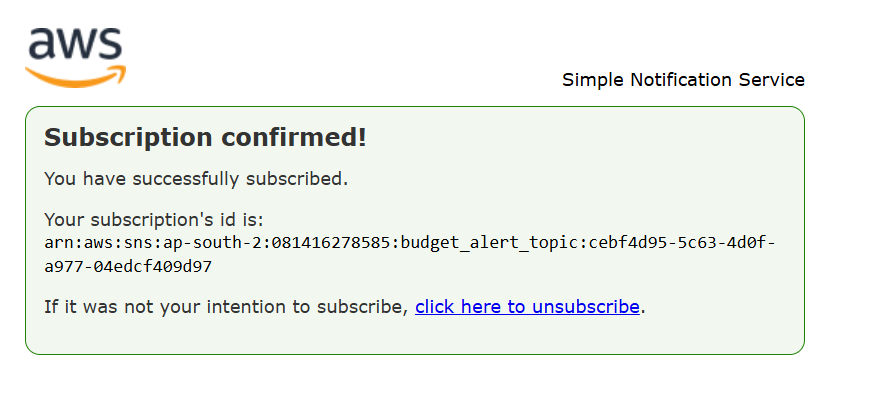 aws
Simple Notification Service
Subscription confirmed!
You have successfully subscribed.
Your subscription's id is:
arn:aws:sns:ap-south-2:081416278585:budget_alert_topic:cebf4d95-5c63-4d0f-
a977-04edcf409d97
If it was not your intention to subscribe, click here to unsubscribe.